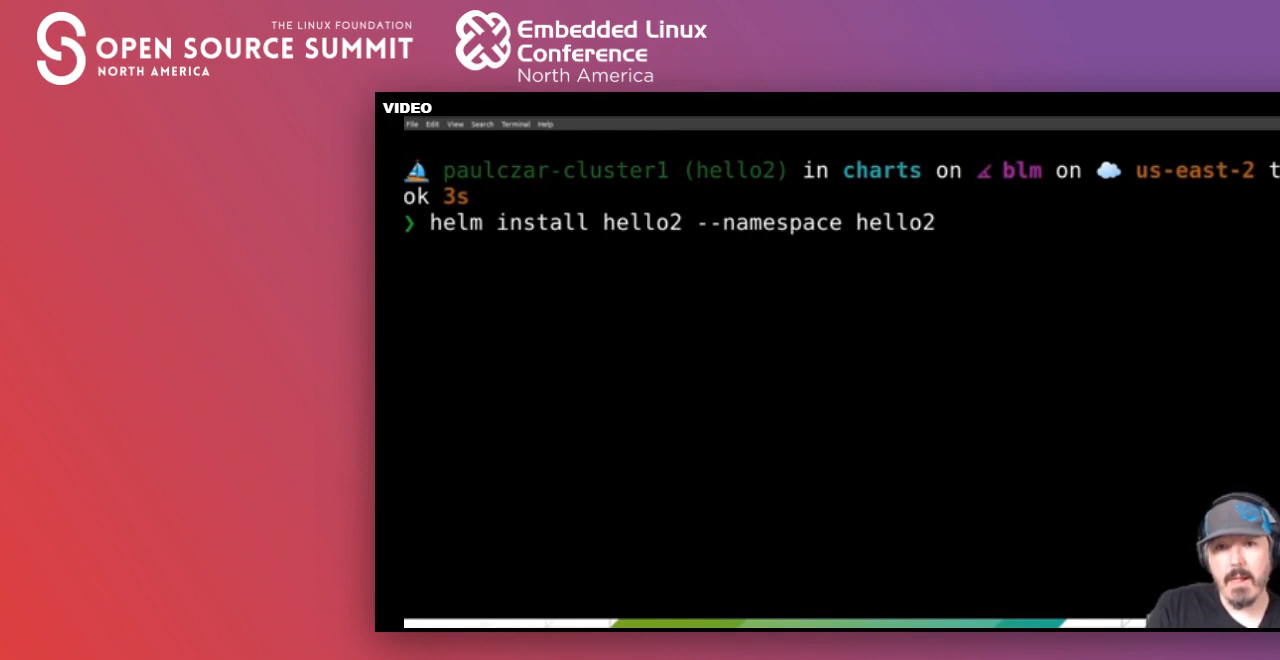 THE LINUX FOUNDATION
OPEN SOURCE SUMMIT
NORTH AMERICA
Embedded Linux
Conference
North America
VIDEO
File Edit View Search Terminal Help
paulczar-cluster1 (hello2) in charts on blm on us-east-2 t
ok 3s
❯ helm install hello2 --namespace hello2